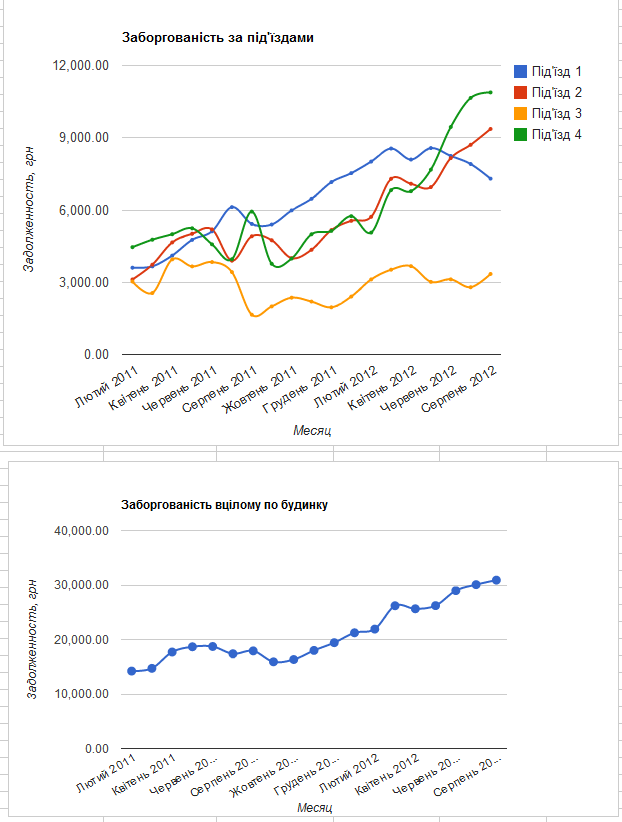 Заборгованість за під'їздами
12,000.00
9,000.00
6,000.00
3,000.00
0.00
Задолженность, грн
Під'їзд 1
Під'їзд 2
Під'їзд 3
Під'їзд 4
Лютий 2011
Квітень 2011
Червень 2011
Серпень 2011
Жовтень 2011
Грудень 2011
Лютий 2012
Квітень 2012
Червень 2012
Серпень 2012
Месяц
Заборгованість вцілому по будинку
40,000.00
30,000.00
20,000.00
10,000.00
0.00
Задолженность, грн
Лютий 2011
Квітень 2011
Червень 20...
Серпень 20...
Жовтень 20...
Грудень 20...
Лютий 2012
Квітень 2012
Червень 20...
Серпень 20...
Месяц